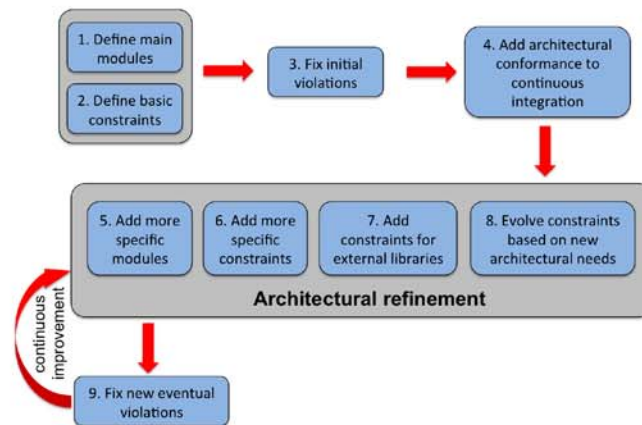 1. Define main
modules
2. Define basic
constraints
3. Fix initial
violations
4. Add architectural
conformance to
continuous
integration
5. Add more
specific
modules
6. Add more
specific
constraints
7. Add
constraints for
external libraries
8. Evolve constraints
based on new
architectural needs
Architectural refinement
continuous
improvement
9. Fix new eventual
violations